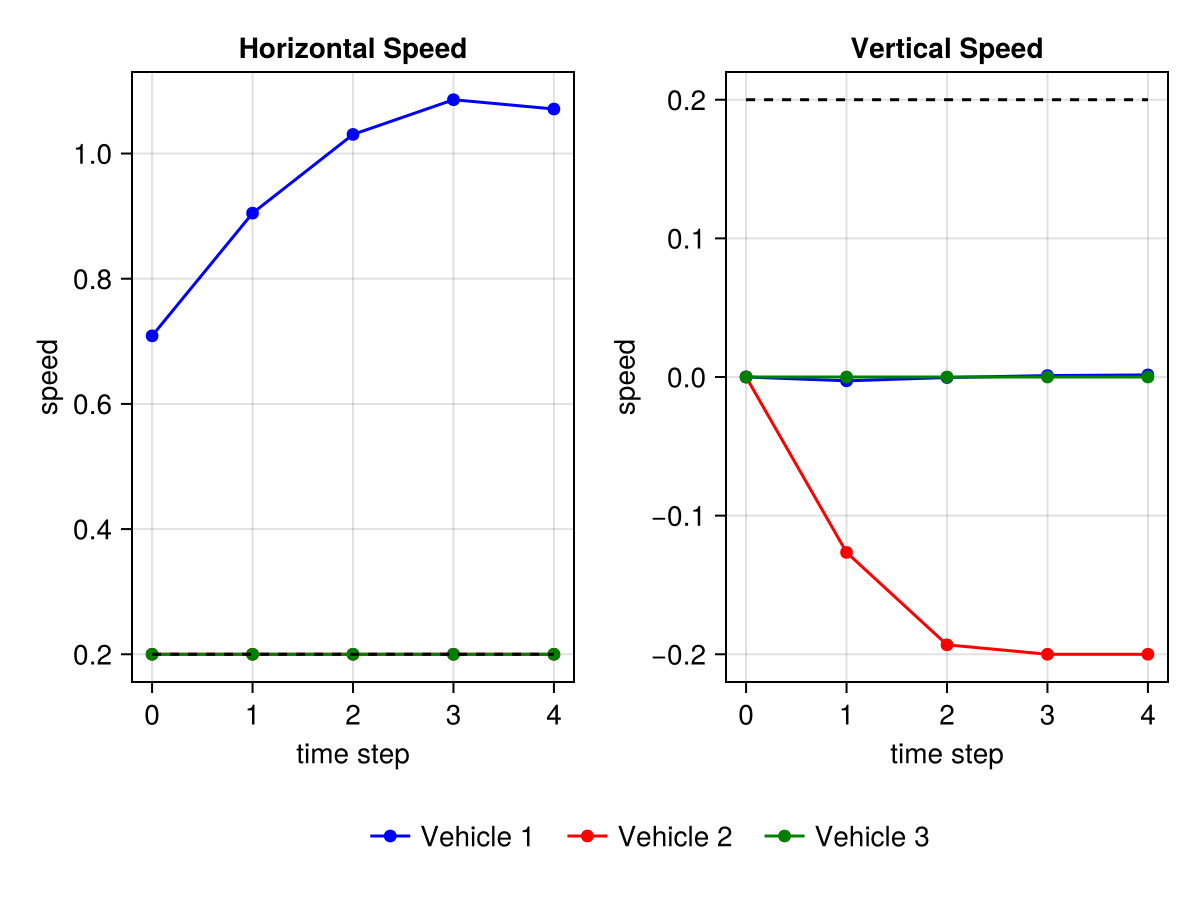 Horizontal Speed
speed
1.0
0.8
0.6
0.4
0.2
0 1 2 3 4
time step
Vertical Speed
speed
0.2
0.1
0.0
−0.1
−0.2
0 1 2 3 4
time step
Vehicle 1 Vehicle 2 Vehicle 3